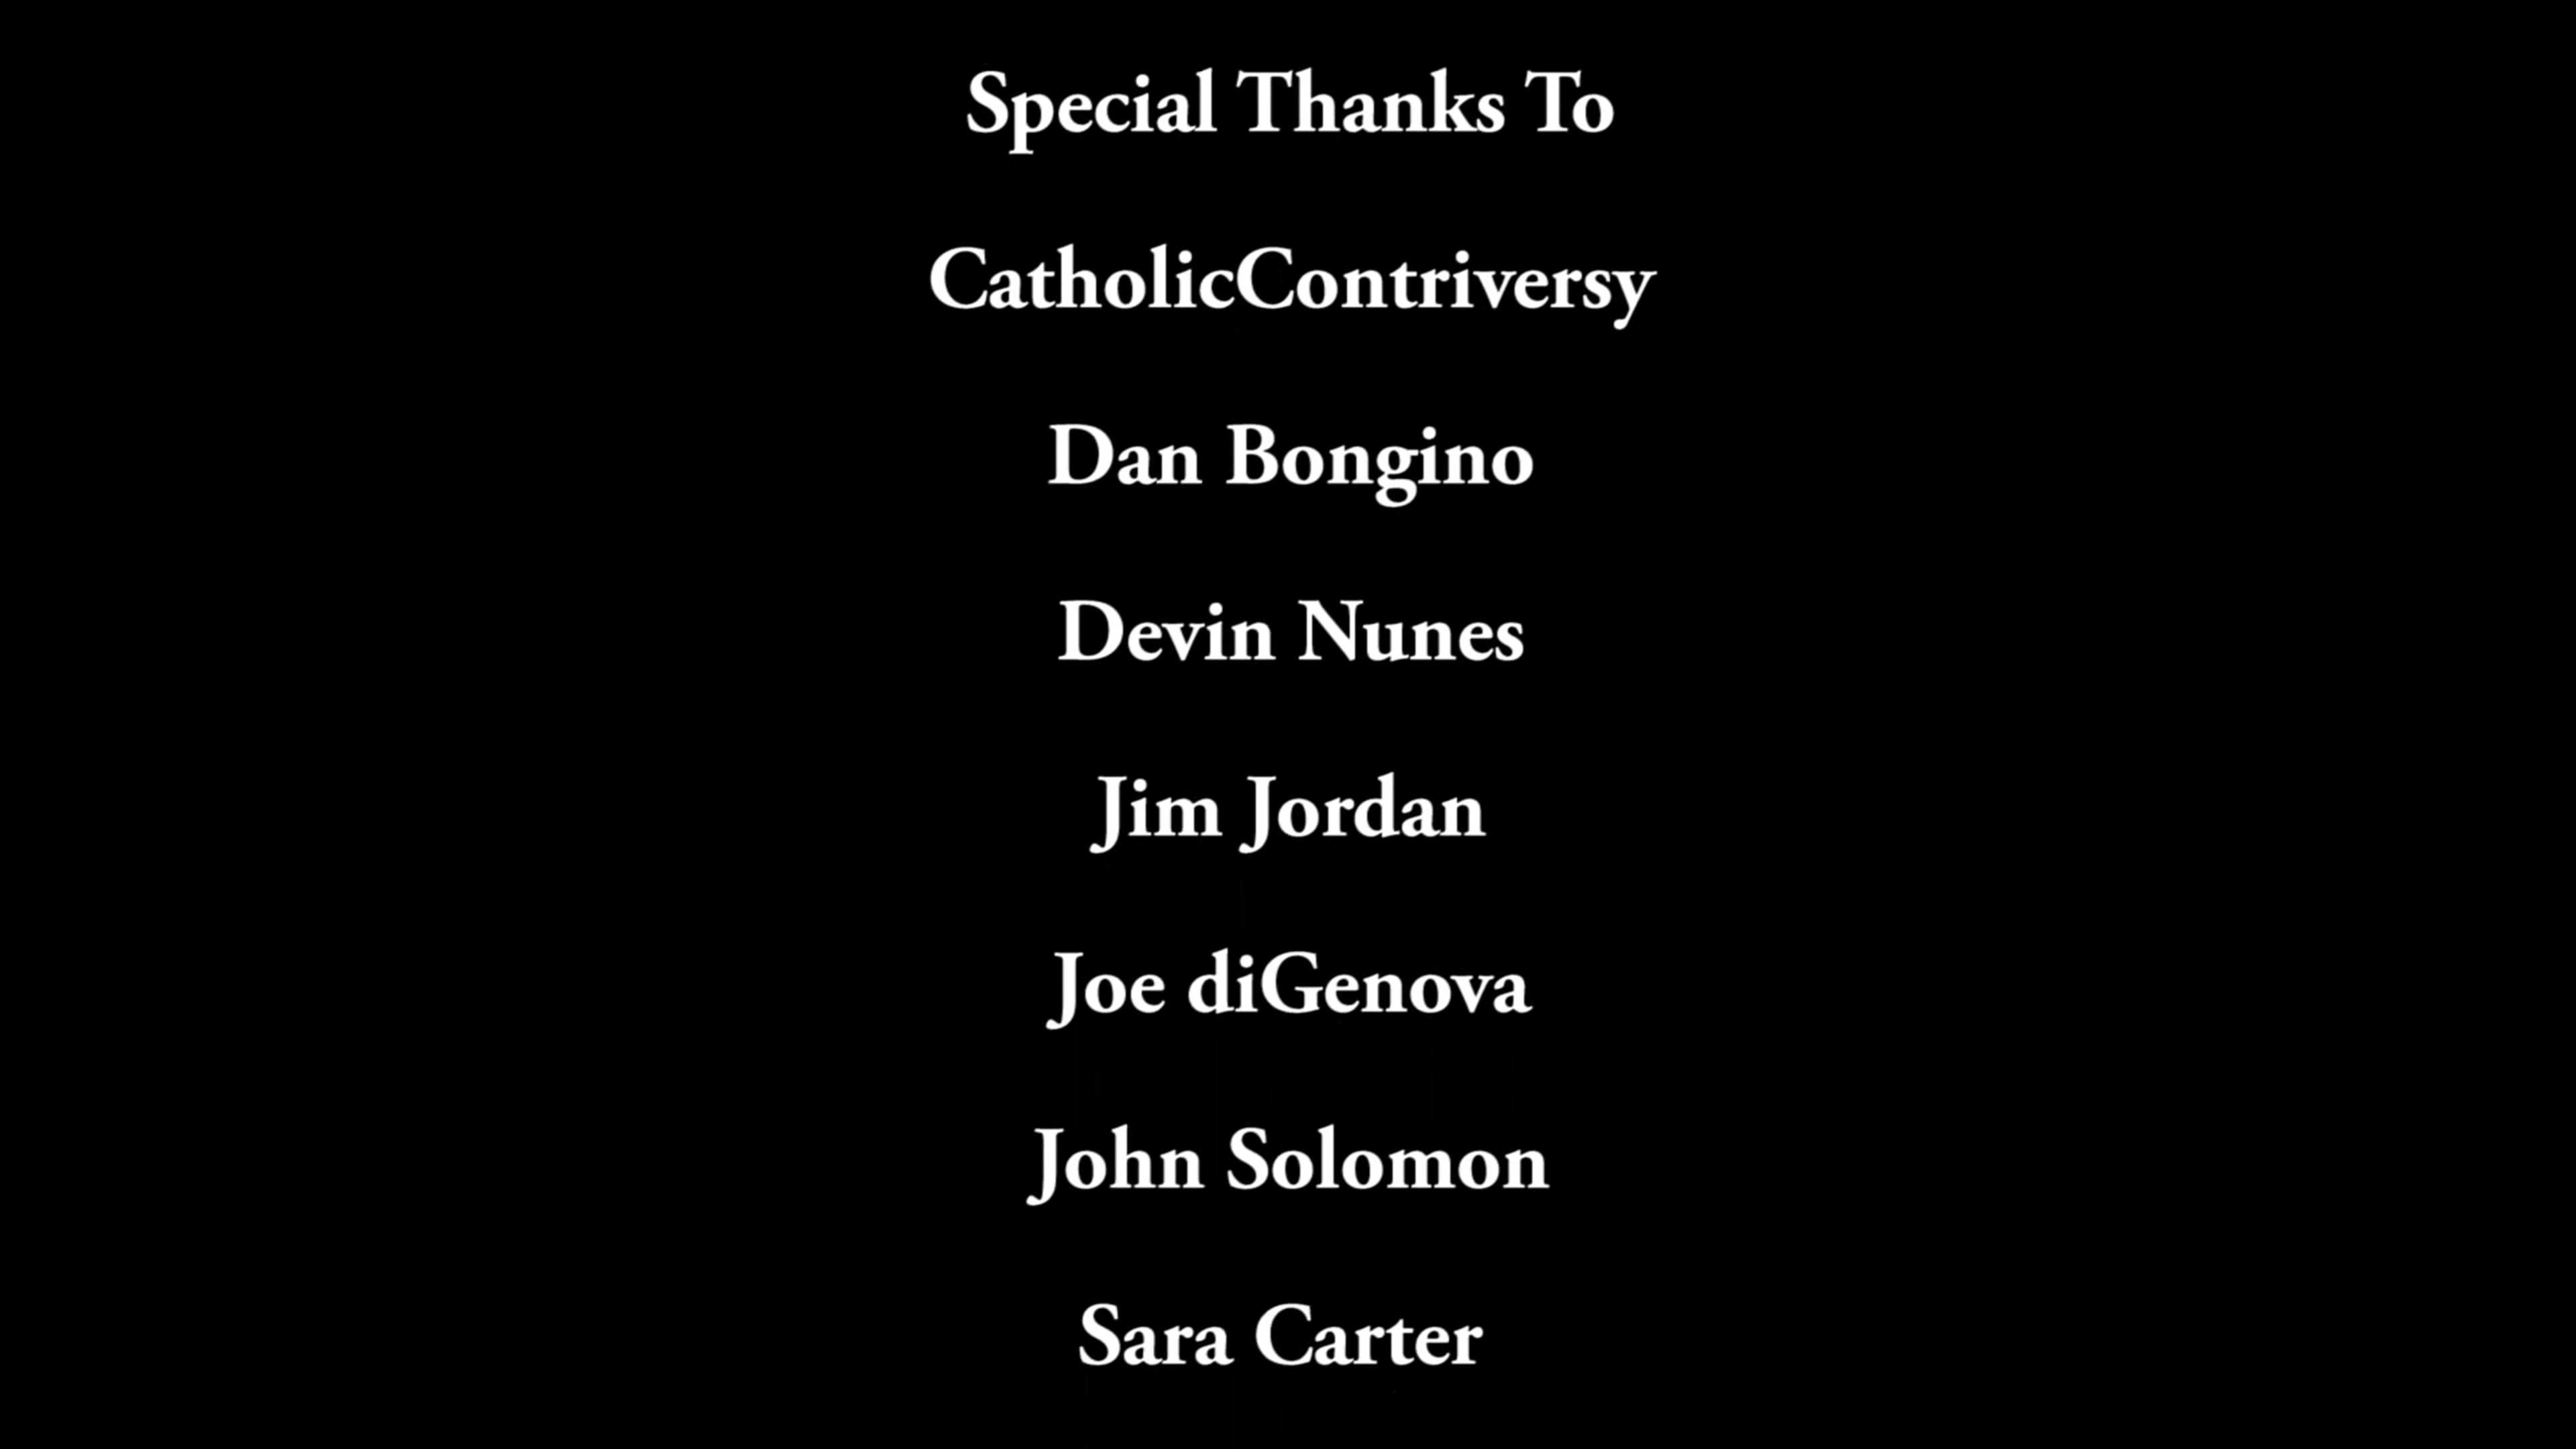 Special Thanks To
CatholicContriversy
Dan Bongino
Devin Nunes
Jim Jordan
Joe diGenova
John Solomon
Sara Carter